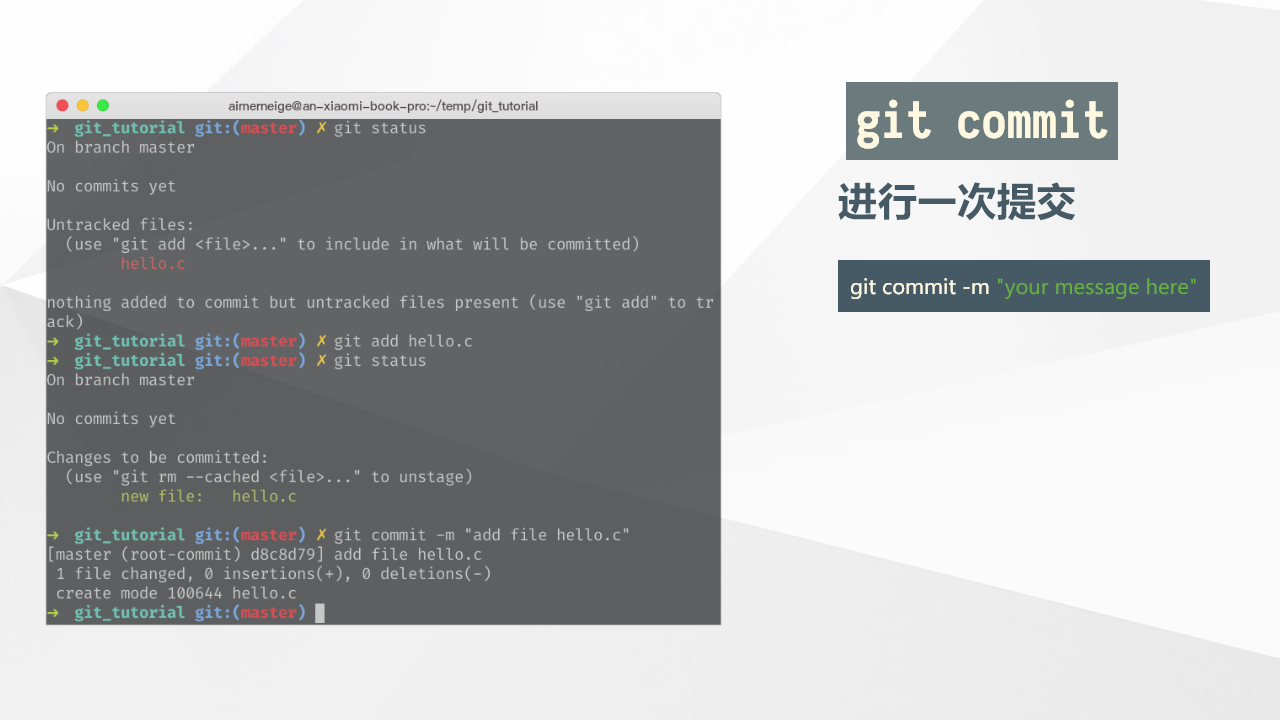 aimerneige@an-xiaomi-book-pro:~/temp/git_tutorial
➜ git_tutorial git:(master) ✗ git status
On branch master
No commits yet
Untracked files:
(use "git add <file>..." to include in what will be committed)
hello.c
nothing added to commit but untracked files present (use "git add" to tr
ack)
➜ git_tutorial git:(master) ✗ git add hello.c
➜ git_tutorial git:(master) ✗ git status
On branch master
No commits yet
Changes to be committed:
(use "git rm --cached <file>..." to unstage)
new file: hello.c
➜ git_tutorial git:(master) ✗ git commit -m "add file hello.c"
[master (root-commit) d8c8d79] add file hello.c
1 file changed, 0 insertions(+), 0 deletions(-)
create mode 100644 hello.c
➜ git_tutorial git:(master)
git commit
进行一次提交
git commit -m "your message here"